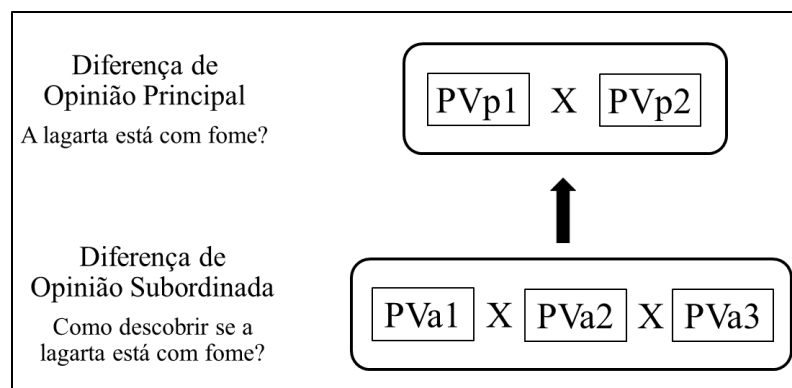 Diferença de
Opinião Principal
A lagarta está com fome?
PVp1 X PVp2
Diferença de
Opinião Subordinada
Como descobrir se a
lagarta está com fome?
PVa1 X PVa2 X PVa3